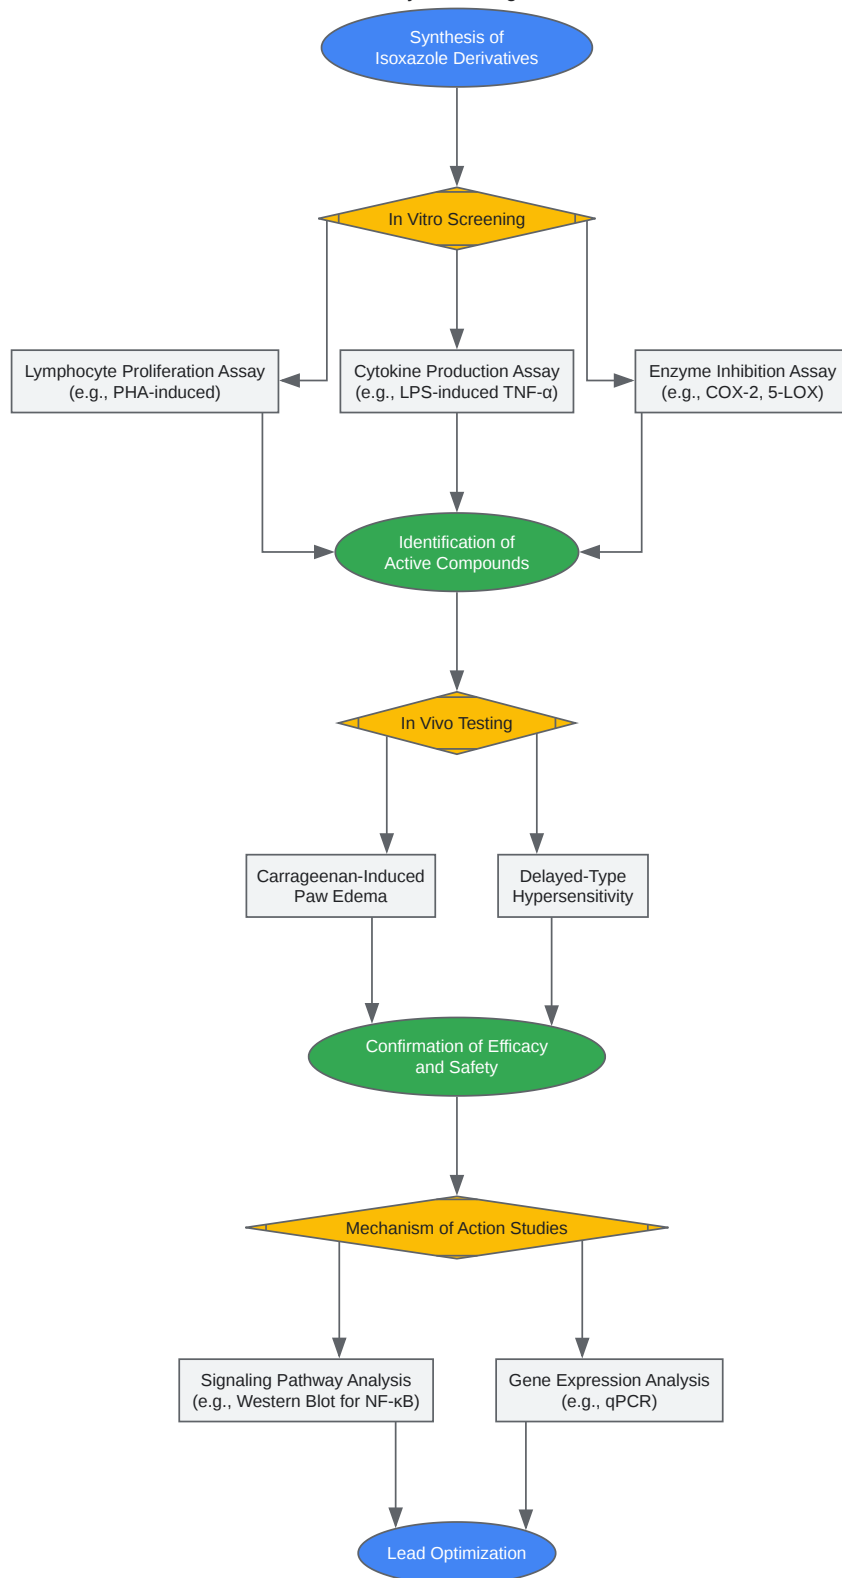 Synthesis of
Isoxazole Derivatives
In Vitro Screening
Lymphocyte Proliferation Assay
(e.g., PHA-induced)
Cytokine Production Assay
(e.g., LPS-induced TNF-α)
Enzyme Inhibition Assay
(e.g., COX-2, 5-LOX)
Identification of
Active Compounds
In Vivo Testing
Carrageenan-Induced
Paw Edema
Delayed-Type
Hypersensitivity
Confirmation of Efficacy
and Safety
Mechanism of Action Studies
Signaling Pathway Analysis
(e.g., Western Blot for NF-κB)
Gene Expression Analysis
(e.g., qPCR)
Lead Optimization